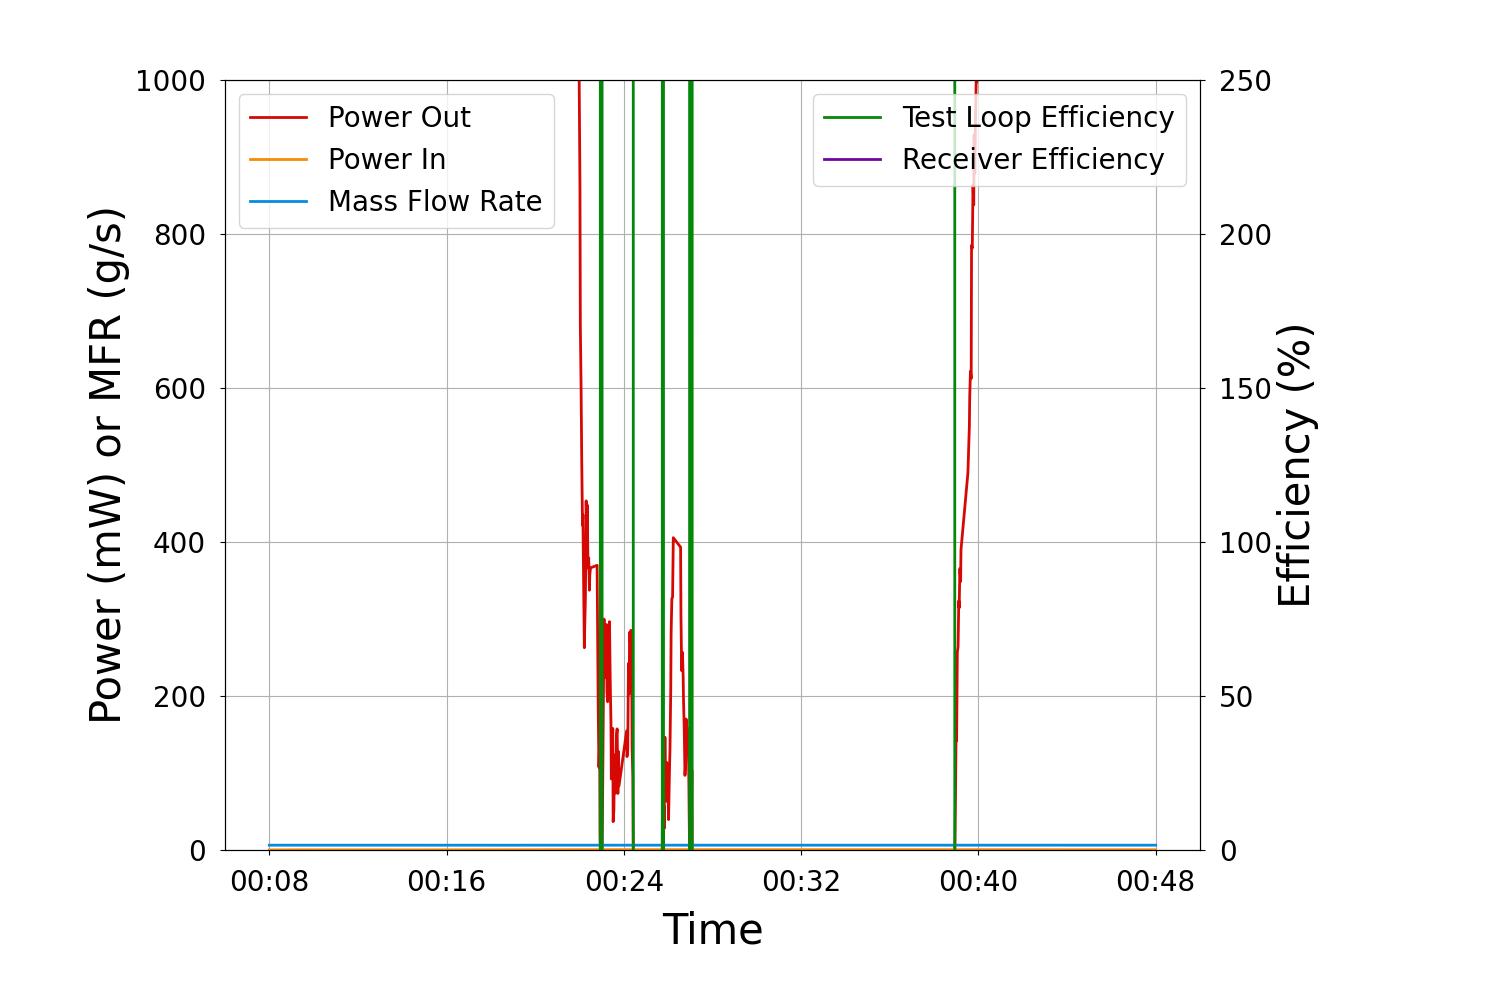 1000
800
600
400
200
0
Power (mW) or MFR (g/s)
Power Out
Power In
Mass Flow Rate
Test Loop Efficiency
Receiver Efficiency
250
200
150
100
50
0
Efficiency (%)
00:08 00:16 00:24 00:32 00:40 00:48
Time